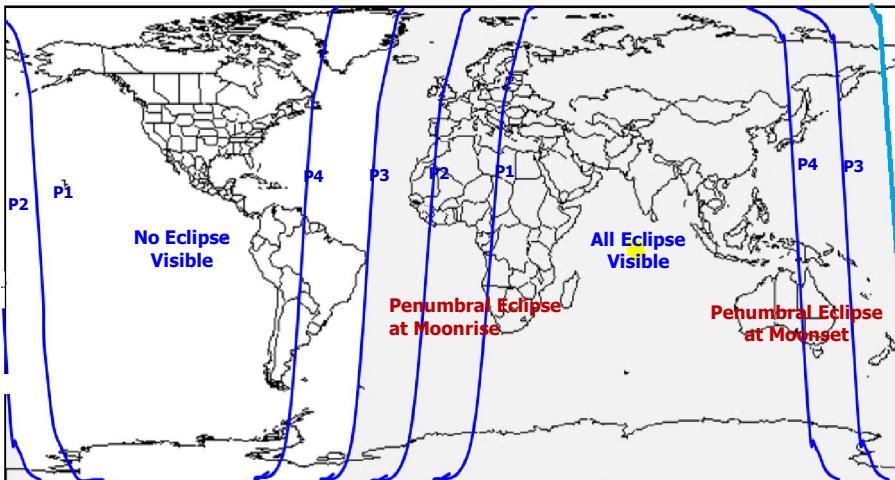 P4
P3
P2
P1
P4
P3
P2
P1
No Eclipse
Visible
All Eclipse
Visible
Penumbral Eclipse
at Moonrise
Penumbral Eclipse
at Moonset